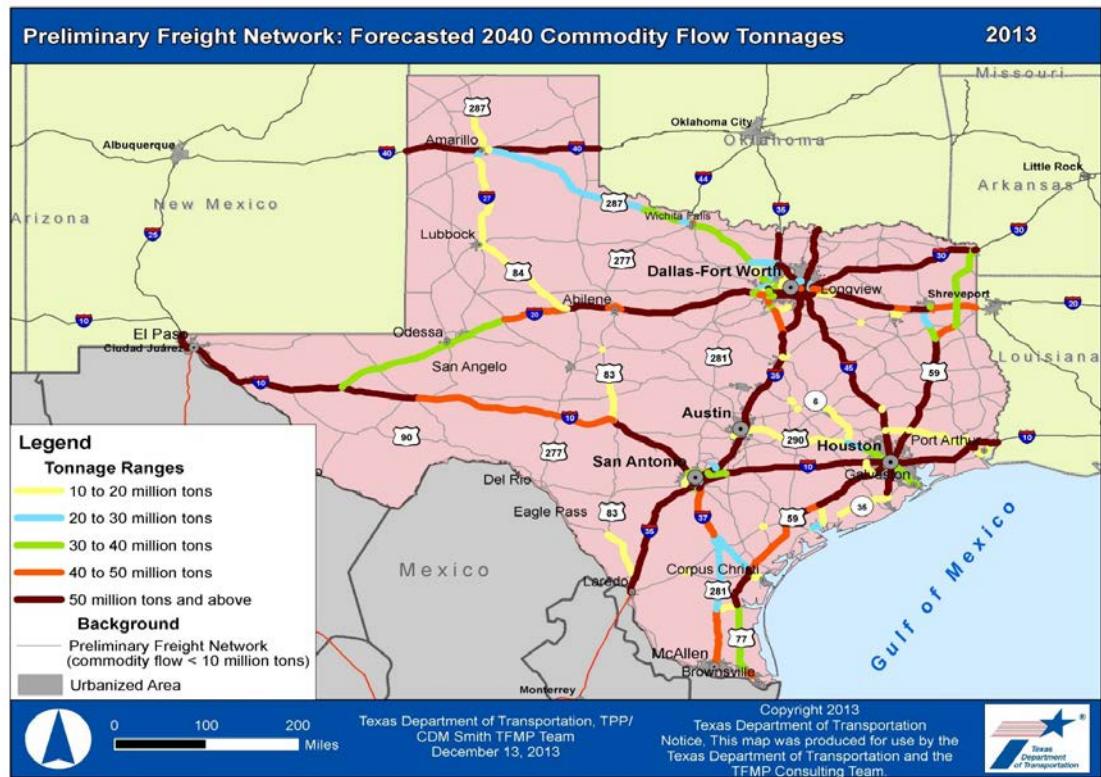 Preliminary Freight Network: Forecasted 2040 Commodity Flow Tonnages 2013
Missouri
287
Oklahoma City
Amarillo
Albuquerque
40
40
Oklahoma
Little Rock
27
44
35
Arkansas
New Mexico
Arizona
287
Wichita Falls
30
25
Lubbock
277
30
84
Dallas-Fort Worth
Longview
Shreveport
Abilene
20
20
10
El Paso
Ciudad Juárez
Odessa
Louisiana
San Angelo
281
83
35
45
59
10
6
10
Austin
90
290
Houston
Port Arthur
10
277
San Antonio
10
Galveston
Del Rio
37
59
35
Eagle Pass
83
35
Mexico
Corpus Christi
Laredo
281
77
McAllen
Brownsville
Monterrey
Gulf of Mexico
Legend
Tonnage Ranges
10 to 20 million tons
20 to 30 million tons
30 to 40 million tons
40 to 50 million tons
50 million tons and above
Background
Preliminary Freight Network
(commodity flow < 10 million tons)
Urbanized Area
0 100 200
Miles
Texas Department of Transportation, TPP/
CDM Smith TFMP Team
December 13, 2013
Copyright 2013
Texas Department of Transportation
Notice, This map was produced for use by the
Texas Department of Transportation and the
TFMP Consulting Team.
Texas
Department
of Transportation